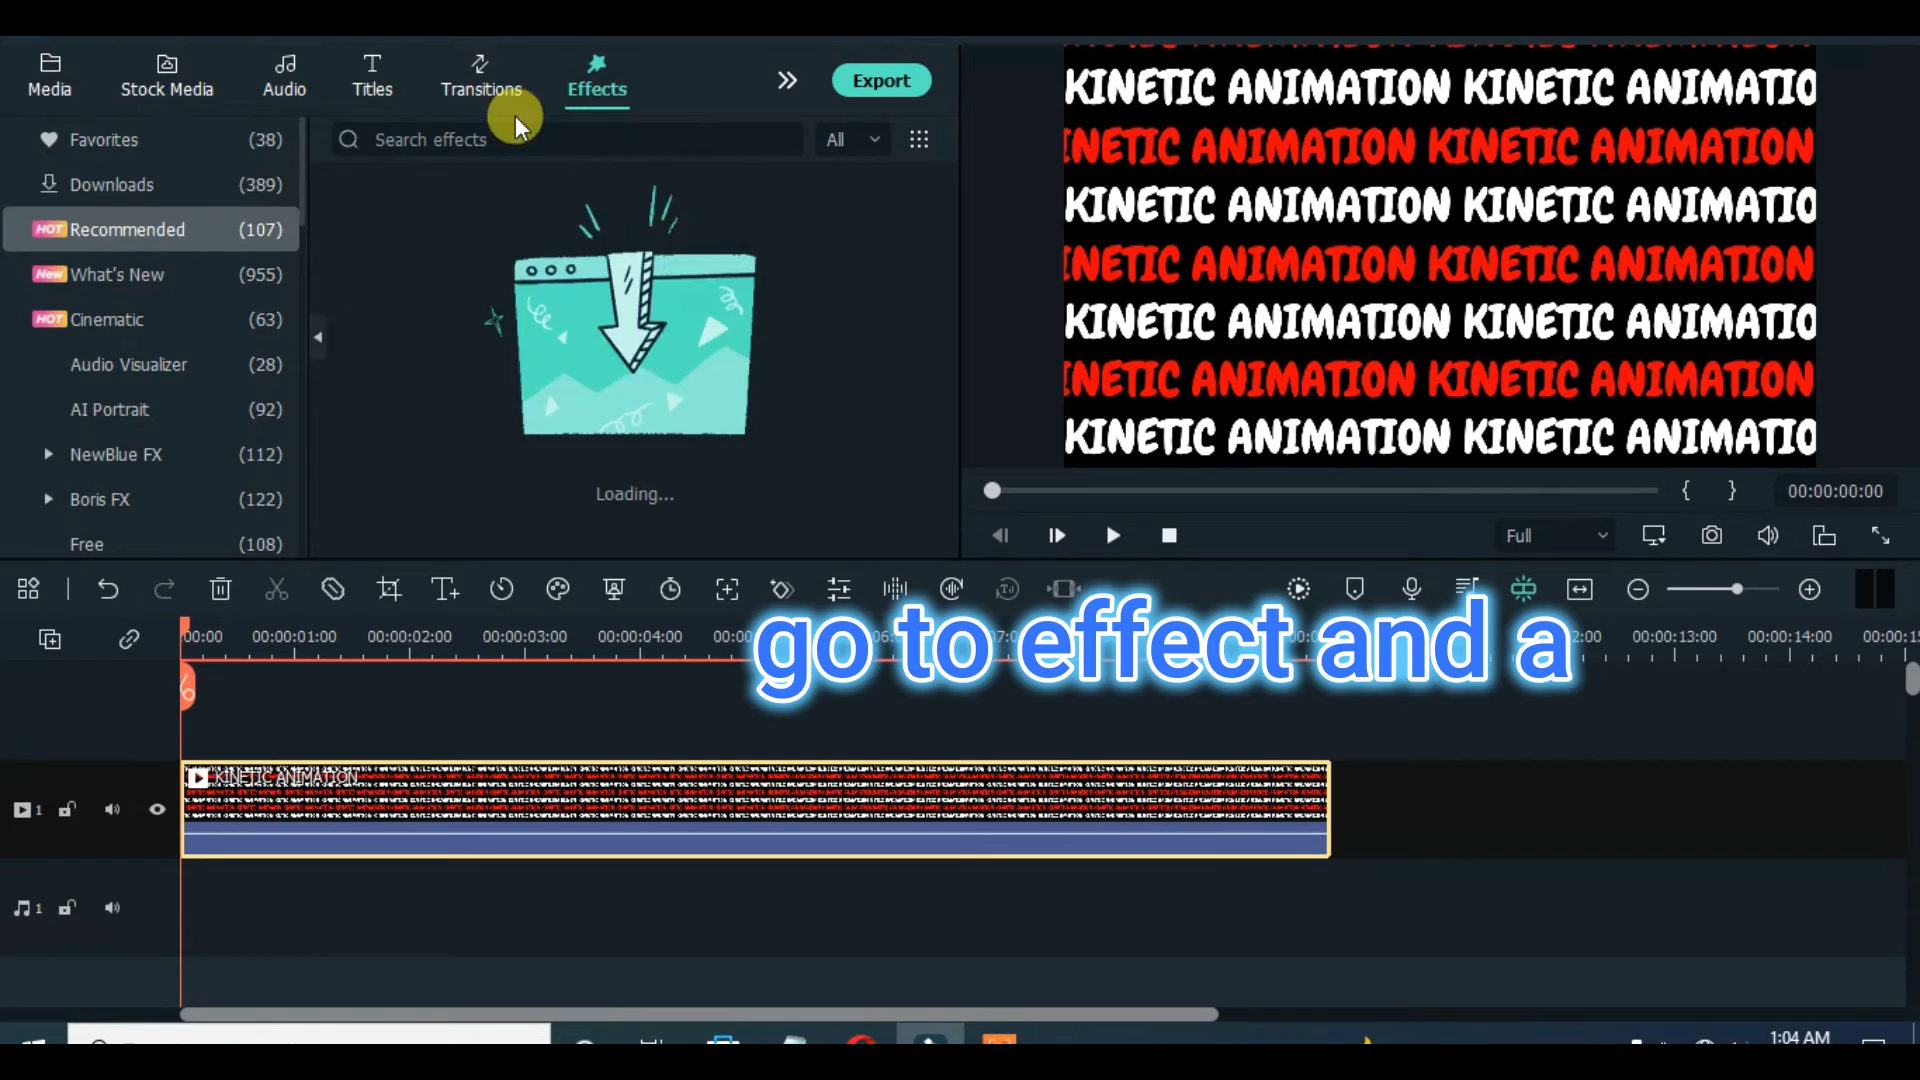 Media
Stock Media
Audio
Titles
Transitions
Effects
Export
Favorites (38)
Search effects
All
Downloads (389)
HOT Recommended (107)
New What's New (955)
HOT Cinematic (63)
Audio Visualizer (28)
AI Portrait (92)
NewBlue FX (112)
Boris FX (122)
Free (108)
Loading...
KINETIC ANIMATION KINETIC ANIMATIO
INETIC ANIMATION KINETIC ANIMATION
KINETIC ANIMATION KINETIC ANIMATIO
INETIC ANIMATION KINETIC ANIMATION
KINETIC ANIMATION KINETIC ANIMATIO
INETIC ANIMATION KINETIC ANIMATION
KINETIC ANIMATION KINETIC ANIMATIO
{ } 00:00:00:00
Full
00:00 00:00:01:00 00:00:02:00 00:00:03:00 00:00:04:00 00:00:13:00 00:00:14:00 00:00:15
go to effect and a
KINETIC ANIMATION
1
1
1:04 AM